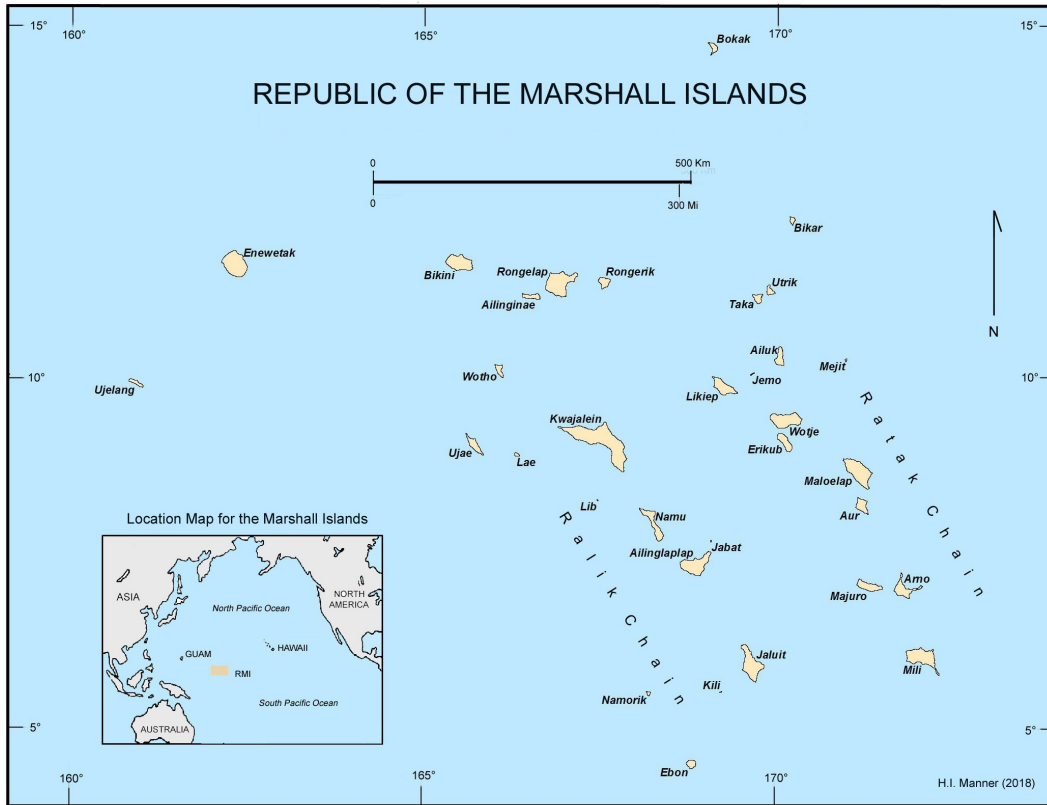 160°
165°
170°
15°
15°
Bokak
REPUBLIC OF THE MARSHALL ISLANDS
0
500 Km
0
300 Mi
Bikar
N
Enewetak
Bikini
Rongelap
Rongerik
Ailinginae
Utrik
Taka
Ailuk
Mejit
10°
10°
Ujelang
Wotho
Jemo
Likiep
Kwajalein
Wotje
Erikub
Ujae
Lae
Maloelap
Ratak Chain
Lib
Namu
Aur
Ralik Chain
Ailinglaplap
Jabat
Majuro
Arno
Jaluit
Mili
Kili
Namorik
Ebon
Location Map for the Marshall Islands
ASIA
NORTH
AMERICA
North Pacific Ocean
HAWAII
GUAM
RMI
South Pacific Ocean
AUSTRALIA
5°
5°
160°
165°
170°
H.I. Manner (2018)